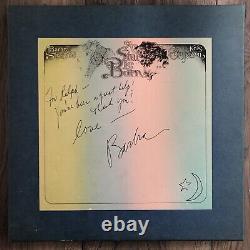 Barbra Streisand Kris Kristofferson
A Star Is Born
For Ralph —
You've been a great help!
Thank you!
love
Barbra